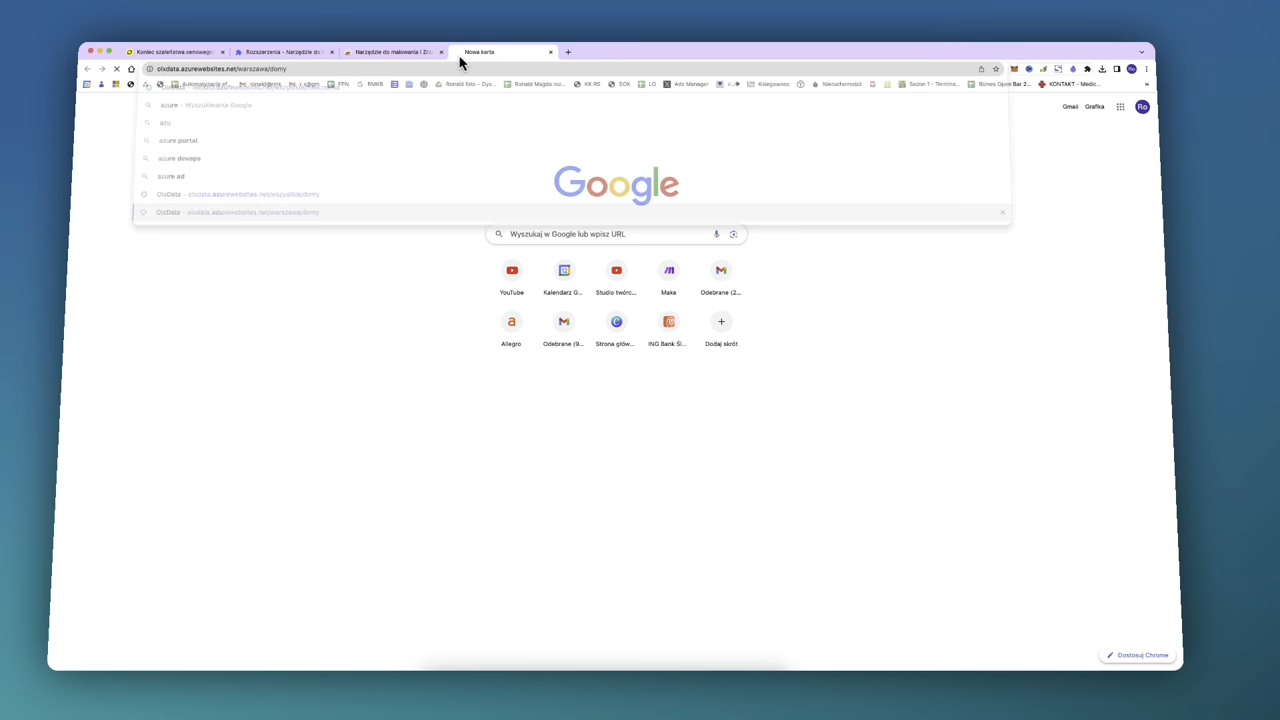 Koniec szaleństwa cenowego
Rozszerzenia – Narzędzie do
Narzędzie do malowania i Zrz
Nowa karta
olxdata.azurewebsites.net/warszawa/domy
FPN
Ronald foto – Dys...
Ronald Magda roż...
KK RS
SOK
LO
Ads Manager
Księgowość
Nieruchomości
Sezon 1 - Termina...
Biznes Open Bar 2...
KONTAKT - Medic...
azure – Wyszukiwarka Google
azu
azure portal
azure devops
azure ad
OlxData – olxdata.azurewebsites.net/wszystkie/domy
OlxData – olxdata.azurewebsites.net/warszawa/domy
Gmail Grafika
Ro
Google
Wyszukaj w Google lub wpisz URL
YouTube
Kalendarz G...
Studio twórc...
Make
Odebrane (2...
Allegro
Odebrane (9...
Strona głów...
ING Bank Śl...
Dodaj skrót
Dostosuj Chrome